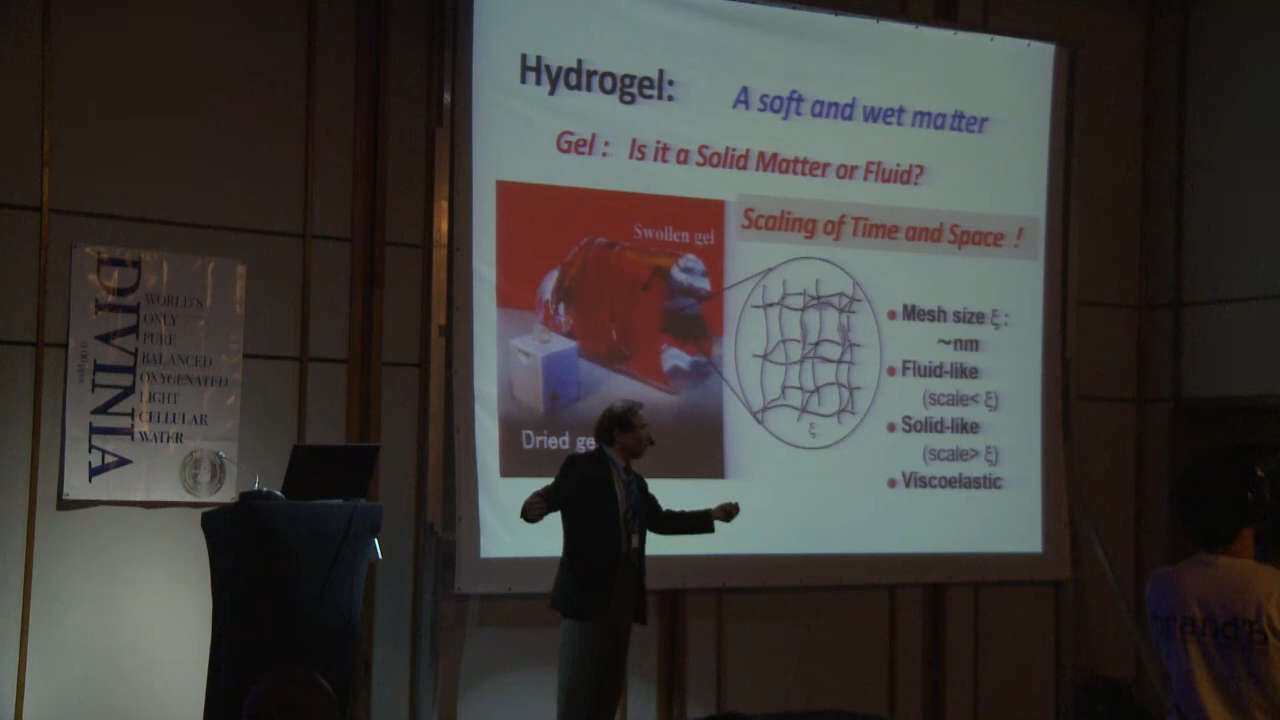 Hydrogel:
A soft and wet matter
Gel : Is it a Solid Matter or Fluid?
Swollen gel
Dried ge
Scaling of Time and Space !
ξ
• Mesh size ξ :
~nm
• Fluid-like
(scale< ξ)
• Solid-like
(scale> ξ)
• Viscoelastic
DIVINIA
WORLD'S
ONLY
PURE
BALANCED
OXYGENATED
LIGHT
CELLULAR
WATER